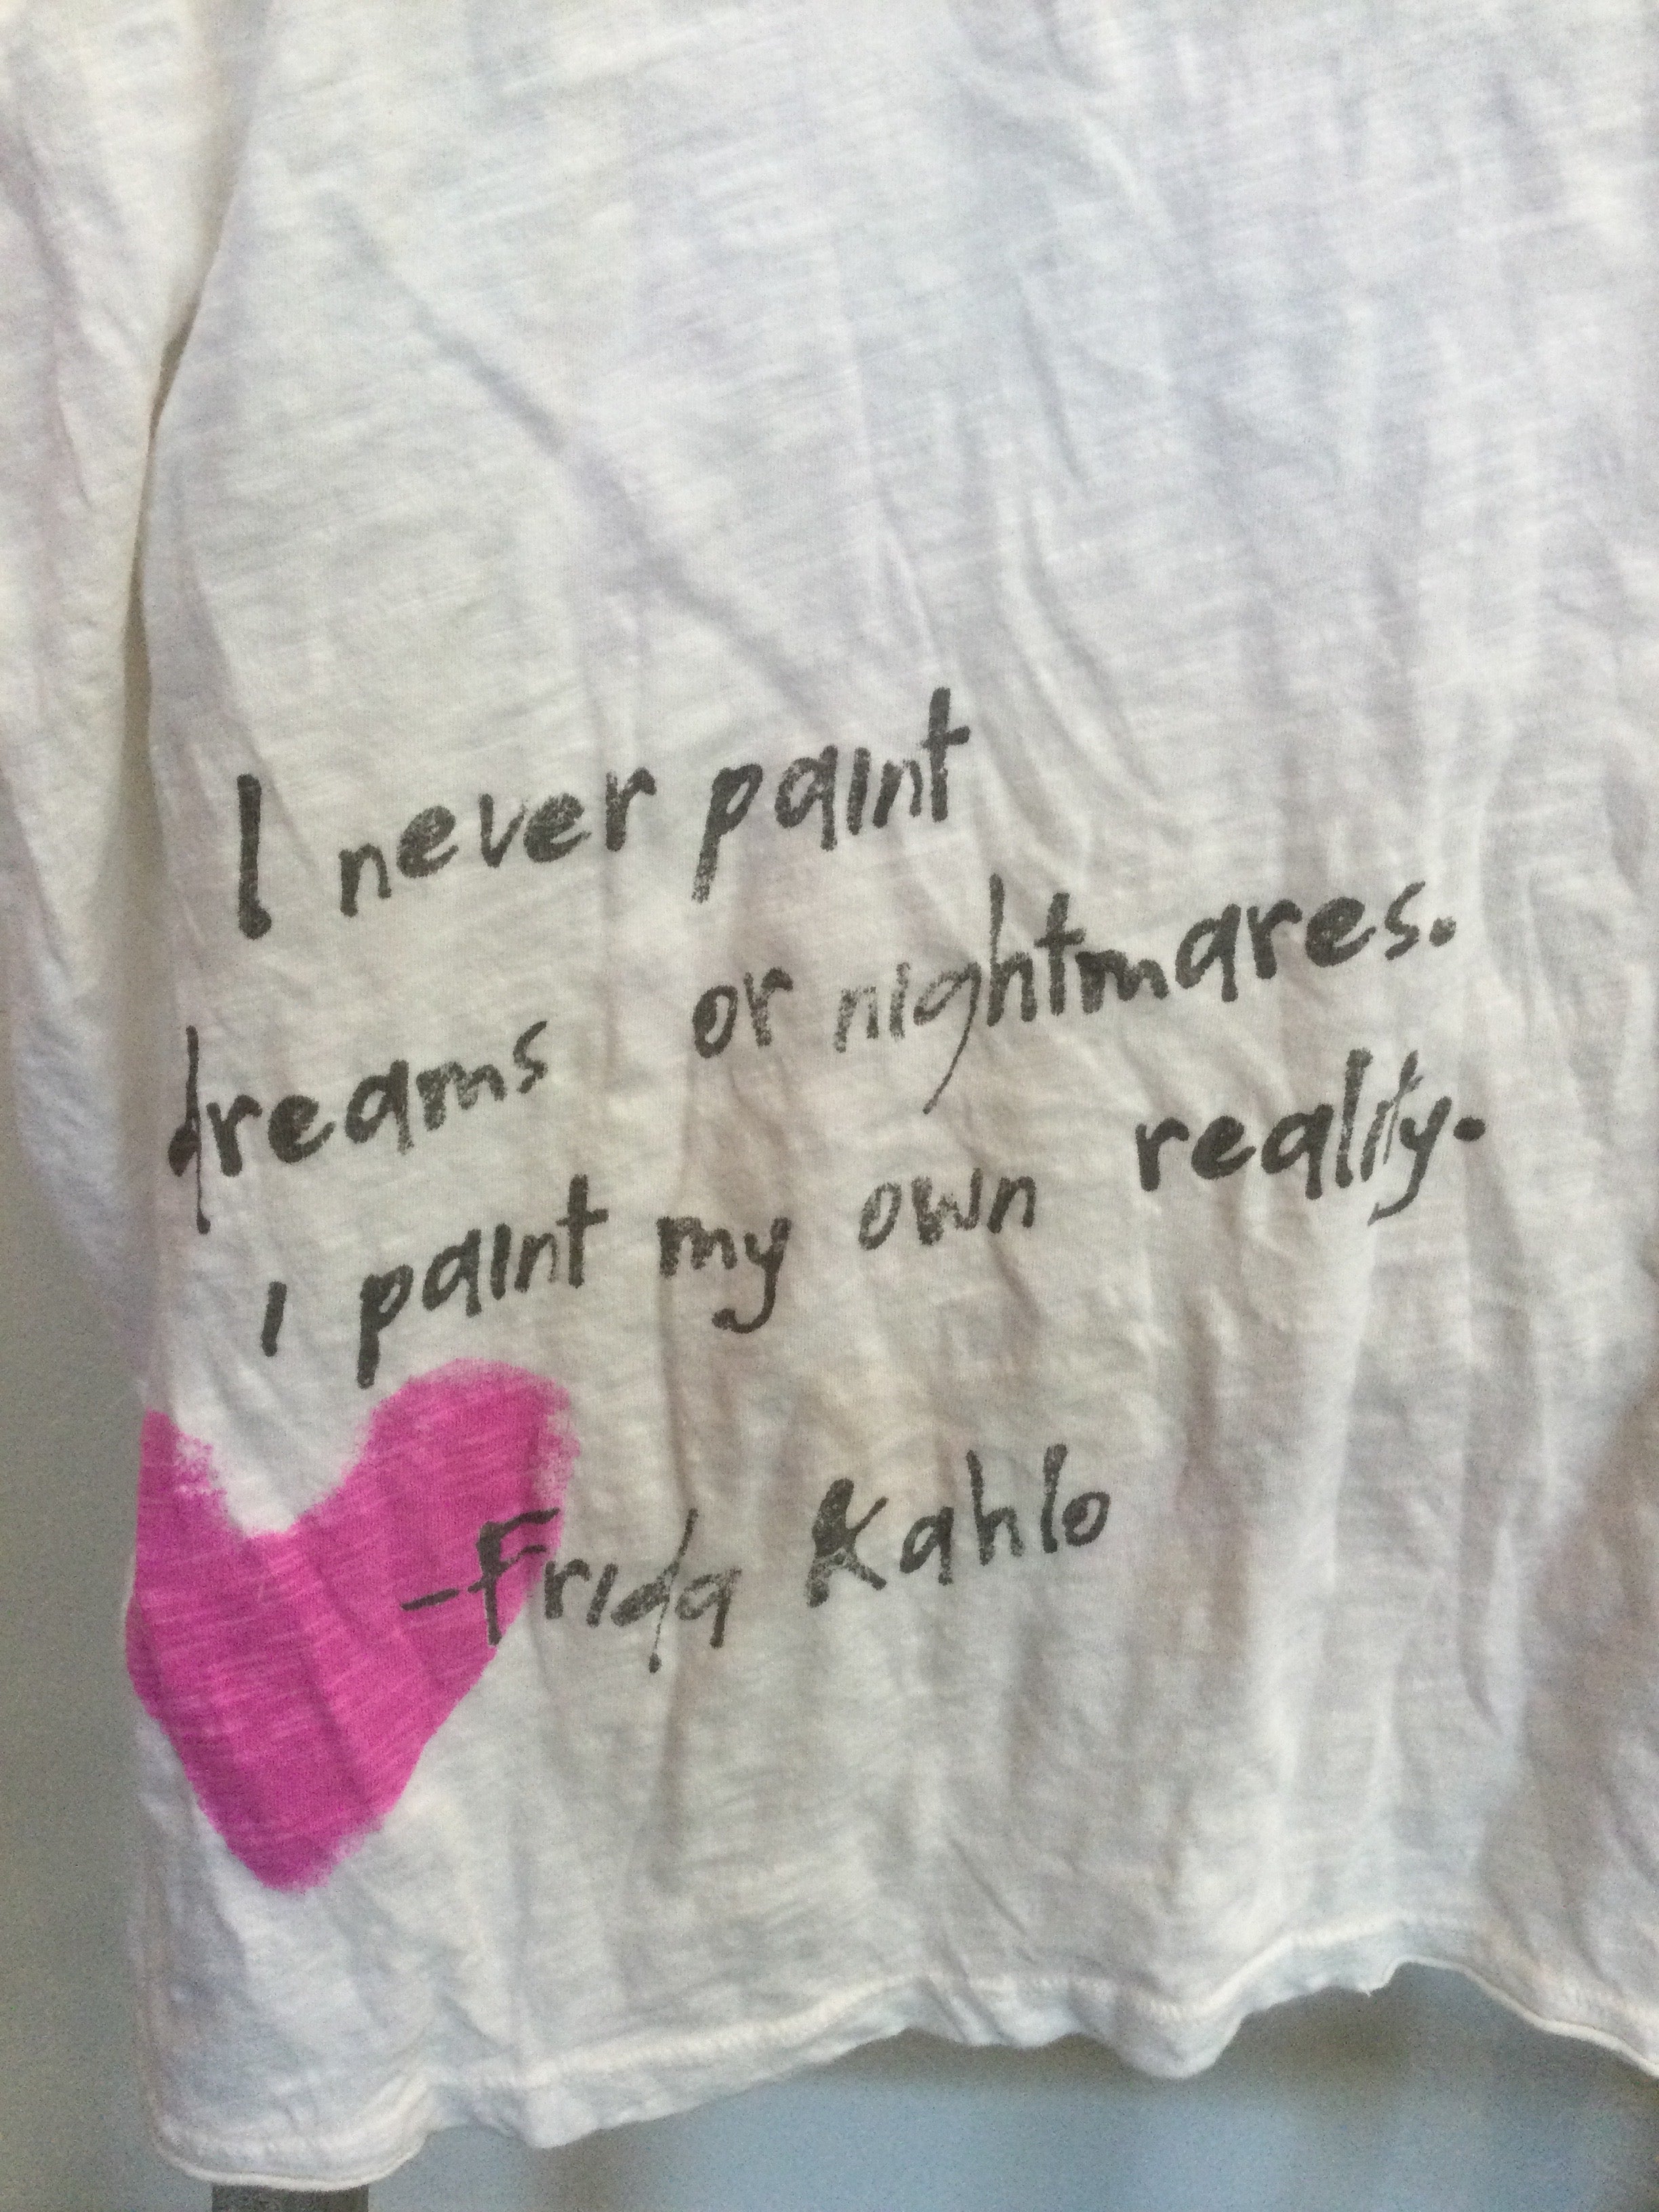 I never paint
dreams or nightmares.
I paint my own reality.
-Frida Kahlo